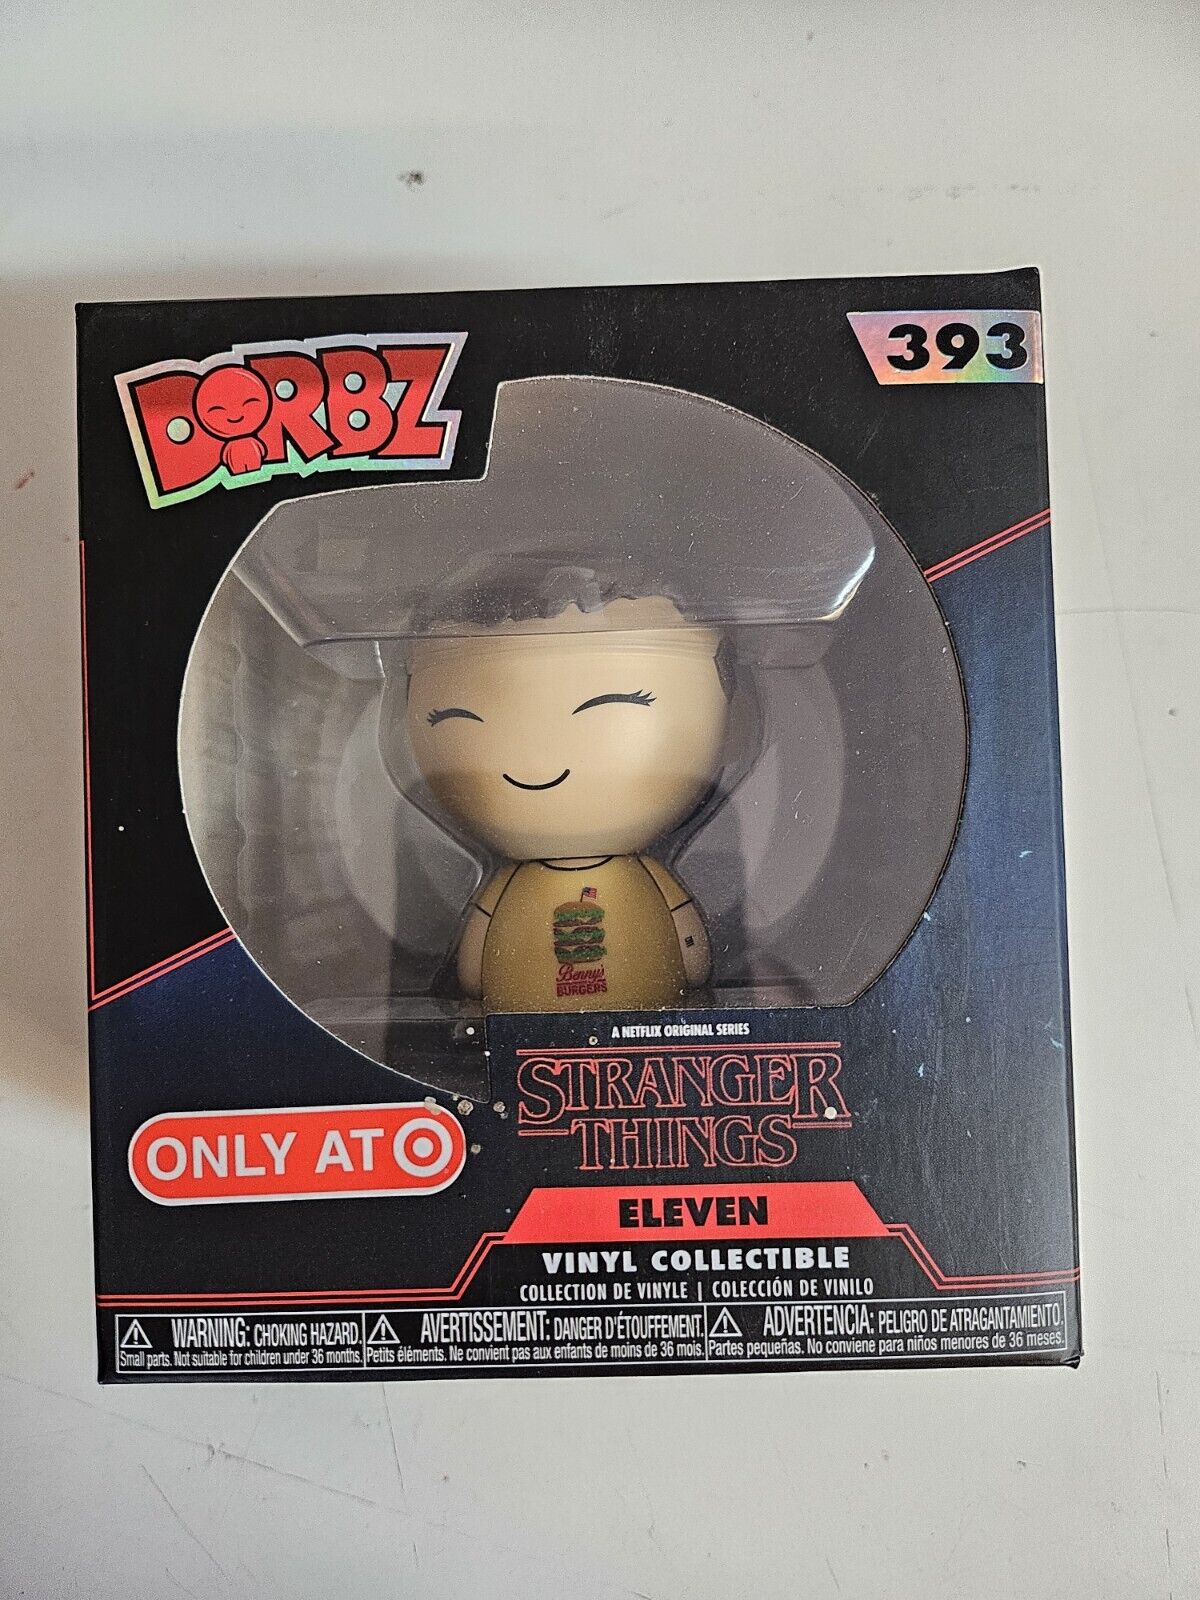 DORBZ
393
Benny's
BURGERS
A NETFLIX ORIGINAL SERIES
STRANGER
THINGS
ONLY AT
ELEVEN
VINYL COLLECTIBLE
COLLECTION DE VINYLE | COLECCIÓN DE VINILO
WARNING: CHOKING HAZARD.
Small parts. Not suitable for children under 36 months.
AVERTISSEMENT: DANGER D'ÉTOUFFEMENT.
Petits éléments. Ne convient pas aux enfants de moins de 36 mois.
ADVERTENCIA: PELIGRO DE ATRAGANTAMIENTO.
Partes pequeñas. No conviene para niños menores de 36 meses.